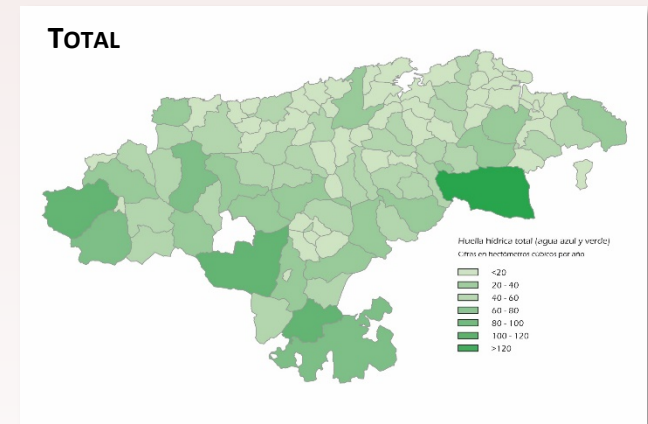 TOTAL
Huella hídrica total (agua azul y verde)
Cifras en hectómetros cúbicos por año
<20
20 - 40
40 - 60
60 - 80
80 - 100
100 - 120
>120